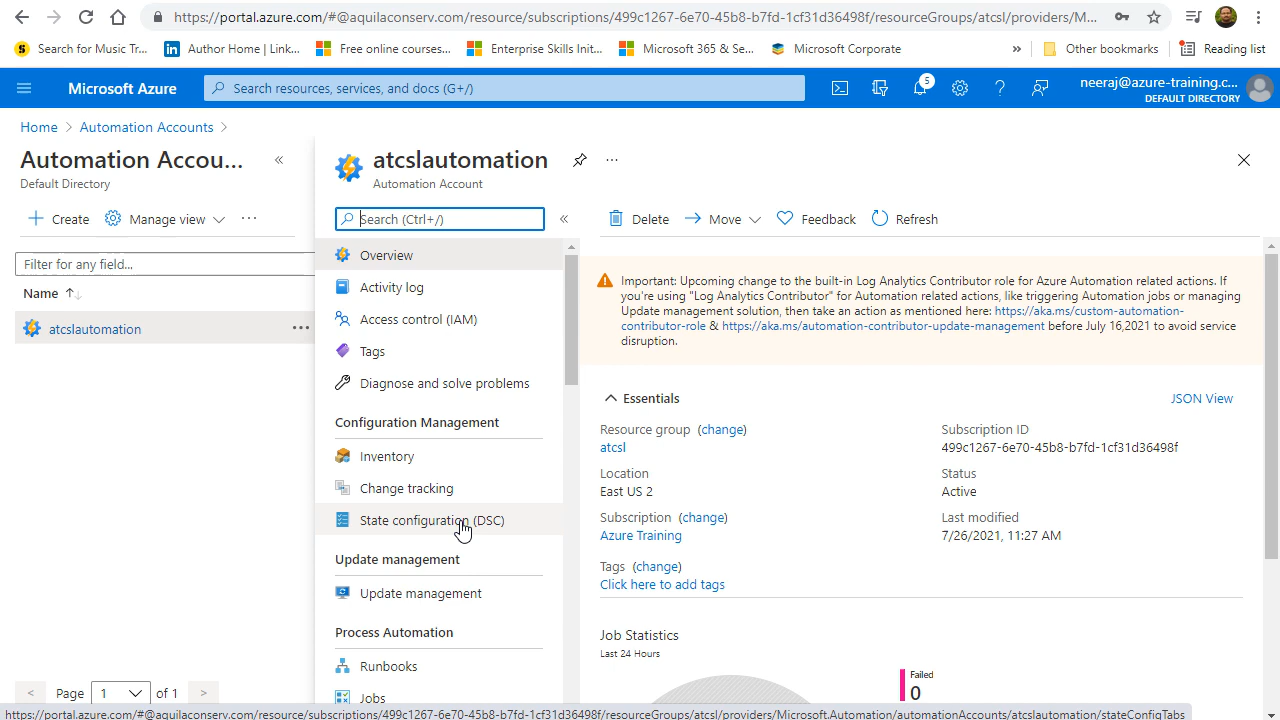 https://portal.azure.com/#@aquilaconserv.com/resource/subscriptions/499c1267-6e70-45b8-b7fd-1cf31d36498f/resourceGroups/atcsl/providers/M...
Search for Music Tr...
Author Home | Link...
Free online courses...
Enterprise Skills Init...
Microsoft 365 & Se...
Microsoft Corporate
»
Other bookmarks
Reading list
Microsoft Azure
Search resources, services, and docs (G+/)
5
neeraj@azure-training.c...
DEFAULT DIRECTORY
Home > Automation Accounts >
Automation Accou...
«
Default Directory
Create
Manage view
...
Filter for any field...
Name ↑↓
atcslautomation
...
< Page 1 of 1 >
atcslautomation
...
Automation Account
Search (Ctrl+/)
«
Overview
Activity log
Access control (IAM)
Tags
Diagnose and solve problems
Configuration Management
Inventory
Change tracking
State configuration (DSC)
Update management
Update management
Process Automation
Runbooks
Jobs
Delete
Move
Feedback
Refresh
Important: Upcoming change to the built-in Log Analytics Contributor role for Azure Automation related actions. If
you're using "Log Analytics Contributor" for Automation related actions, like triggering Automation jobs or managing
Update management solution, then take an action as mentioned here: https://aka.ms/custom-automation-
contributor-role & https://aka.ms/automation-contributor-update-management before July 16,2021 to avoid service
disruption.
Essentials
JSON View
Resource group (change)
atcsl
Location
East US 2
Subscription (change)
Azure Training
Tags (change)
Click here to add tags
Subscription ID
499c1267-6e70-45b8-b7fd-1cf31d36498f
Status
Active
Last modified
7/26/2021, 11:27 AM
Job Statistics
Last 24 Hours
Failed
0
https://portal.azure.com/#@aquilaconserv.com/resource/subscriptions/499c1267-6e70-45b8-b7fd-1cf31d36498f/resourceGroups/atcsl/providers/Microsoft.Automation/automationAccounts/atcslautomation/stateConfigTabs